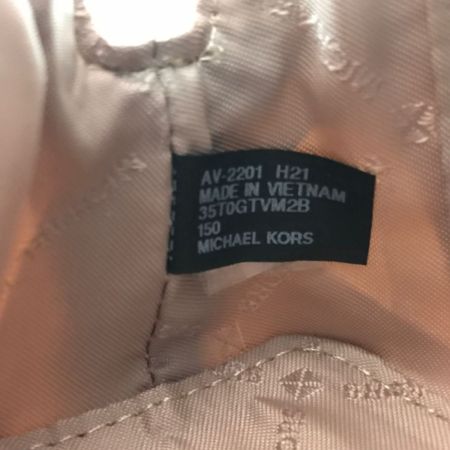 AV-2201 H21
MADE IN VIETNAM
35T0GTVM2B
150
MICHAEL KORS